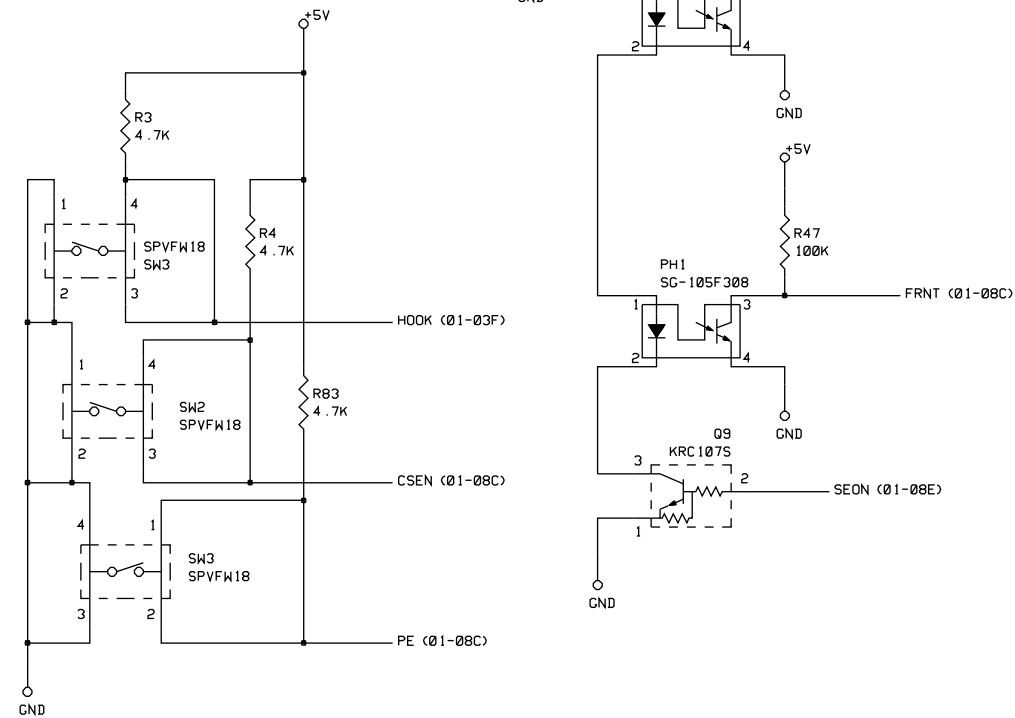 GND
+5V
2
4
GND
R3
4.7K
+5V
1
4
R4
4.7K
R47
100K
SPVFW18
SW3
PH1
SG-105F308
2
3
1
3
FRNT (01-08C)
HOOK (01-03F)
1
4
2
4
R83
4.7K
SW2
SPVFW18
GND
2
3
Q9
KRC107S
3
2
CSEN (01-08C)
SEON (01-08E)
4
1
1
SW3
SPVFW18
3
2
GND
PE (01-08C)
GND